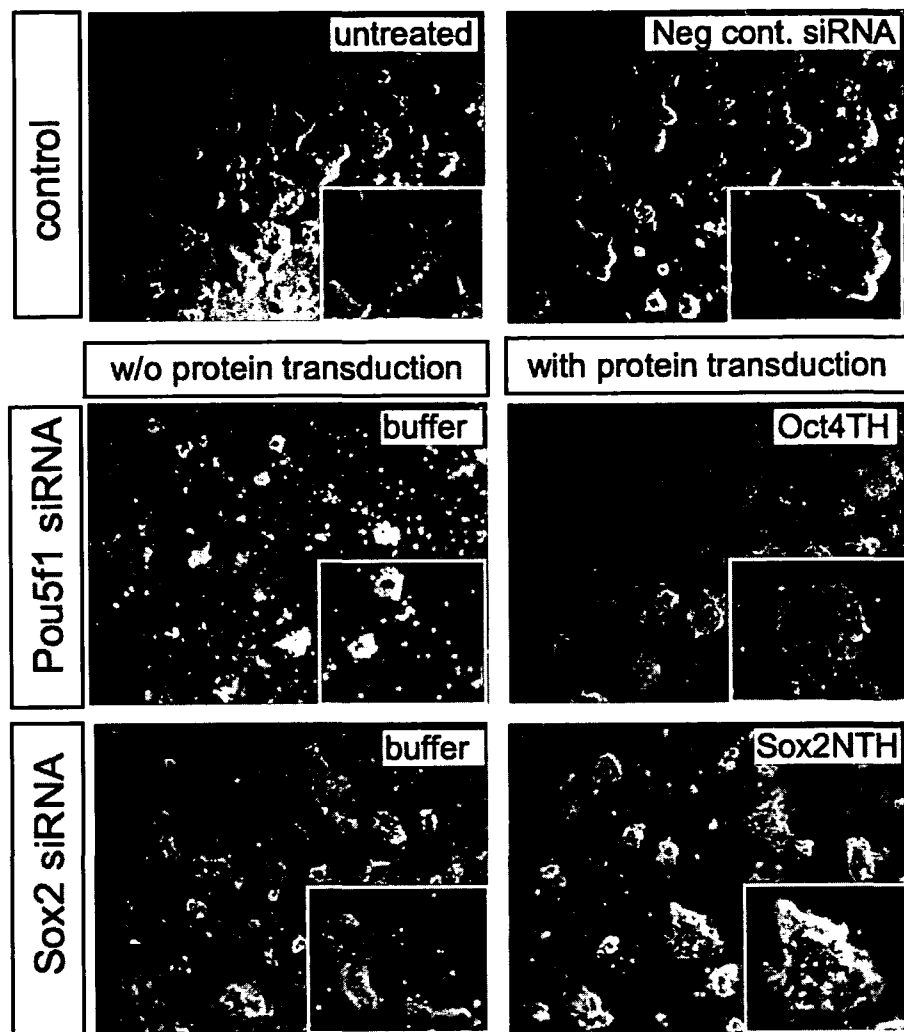 control
untreated
Neg cont. siRNA
w/o protein transduction
with protein transduction
Pou5f1 siRNA
buffer
Oct4TH
Sox2 siRNA
buffer
Sox2NTH